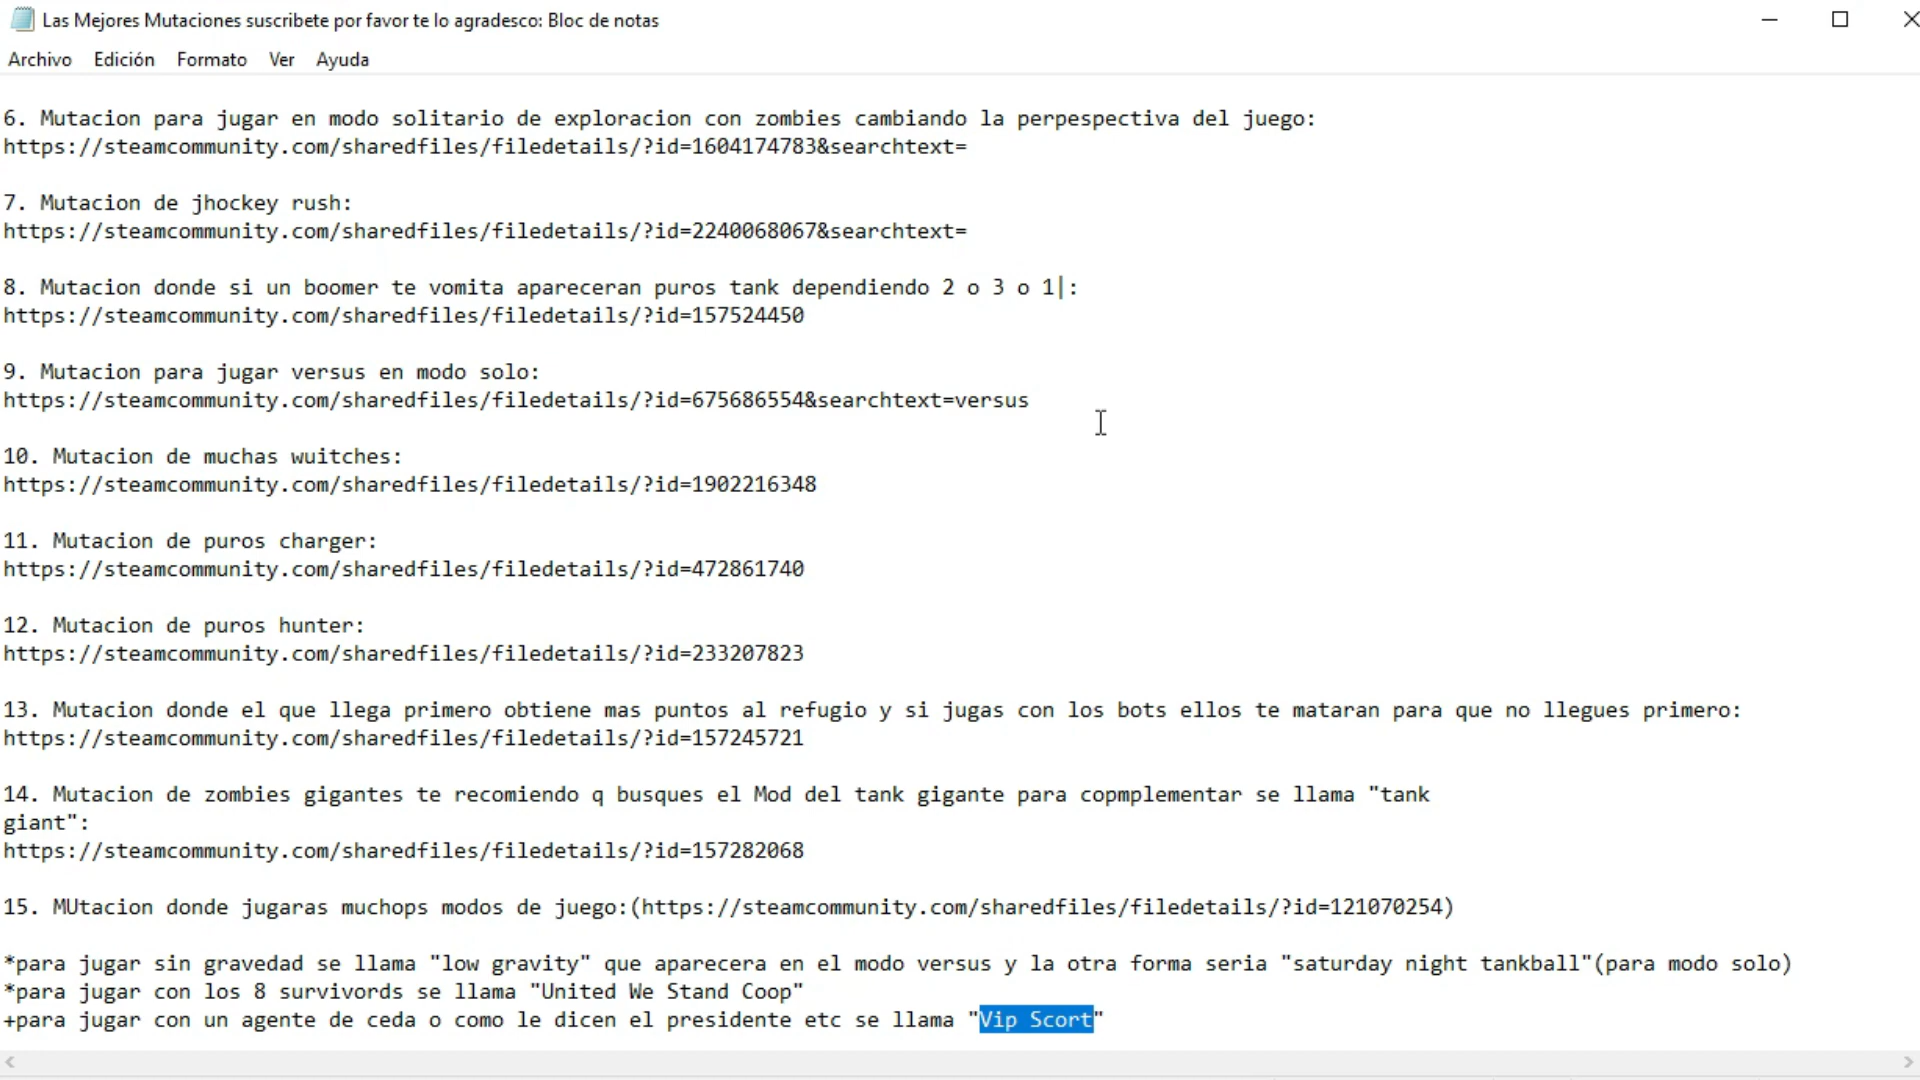 Las Mejores Mutaciones suscribete por favor te lo agradesco: Bloc de notas
Archivo Edición Formato Ver Ayuda
6. Mutacion para jugar en modo solitario de exploracion con zombies cambiando la perpespectiva del juego:
https://steamcommunity.com/sharedfiles/filedetails/?id=1604174783&searchtext=
7. Mutacion de jhockey rush:
https://steamcommunity.com/sharedfiles/filedetails/?id=2240068067&searchtext=
8. Mutacion donde si un boomer te vomita apareceran puros tank dependiendo 2 o 3 o 1:
https://steamcommunity.com/sharedfiles/filedetails/?id=157524450
9. Mutacion para jugar versus en modo solo:
https://steamcommunity.com/sharedfiles/filedetails/?id=675686554&searchtext=versus
10. Mutacion de muchas wuitches:
https://steamcommunity.com/sharedfiles/filedetails/?id=1902216348
11. Mutacion de puros charger:
https://steamcommunity.com/sharedfiles/filedetails/?id=472861740
12. Mutacion de puros hunter:
https://steamcommunity.com/sharedfiles/filedetails/?id=233207823
13. Mutacion donde el que llega primero obtiene mas puntos al refugio y si jugas con los bots ellos te mataran para que no llegues primero:
https://steamcommunity.com/sharedfiles/filedetails/?id=157245721
14. Mutacion de zombies gigantes te recomiendo q busques el Mod del tank gigante para copmplementar se llama "tank
giant":
https://steamcommunity.com/sharedfiles/filedetails/?id=157282068
15. MUtacion donde jugaras muchops modos de juego:(https://steamcommunity.com/sharedfiles/filedetails/?id=121070254)
*para jugar sin gravedad se llama "low gravity" que aparecera en el modo versus y la otra forma seria "saturday night tankball"(para modo solo)
*para jugar con los 8 survivords se llama "United We Stand Coop"
+para jugar con un agente de ceda o como le dicen el presidente etc se llama "Vip Scort"